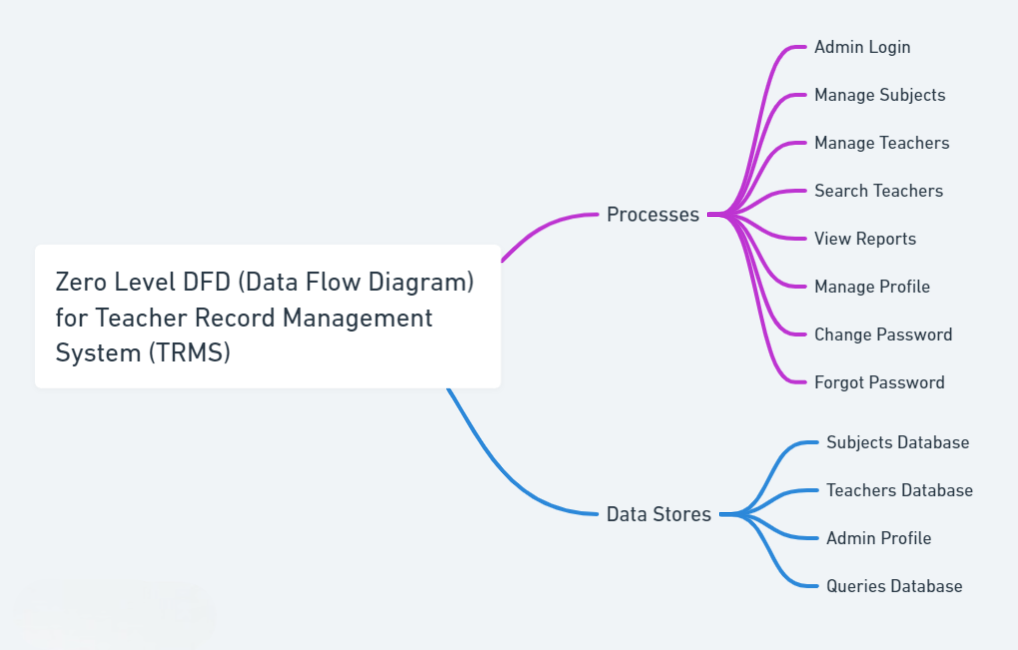 Zero Level DFD (Data Flow Diagram)
for Teacher Record Management
System (TRMS)
Processes
Admin Login
Manage Subjects
Manage Teachers
Search Teachers
View Reports
Manage Profile
Change Password
Forgot Password
Data Stores
Subjects Database
Teachers Database
Admin Profile
Queries Database